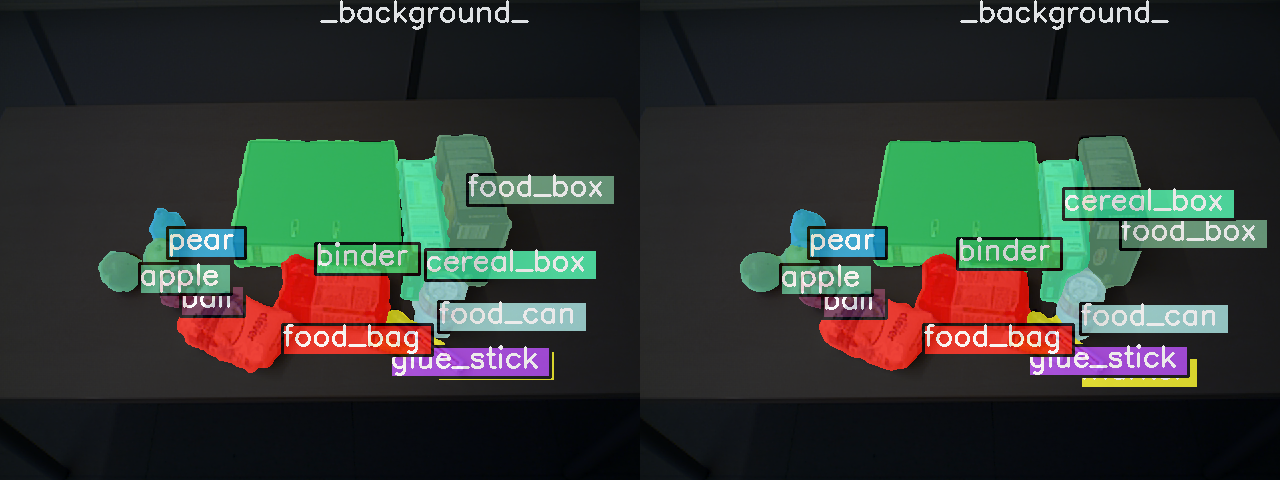 _background_
_background_
food_box
cereal_box
food_box
pear
pear
binder
binder
cereal_box
apple
apple
ball
ball
food_can
food_can
food_bag
food_bag
glue_stick
glue_stick